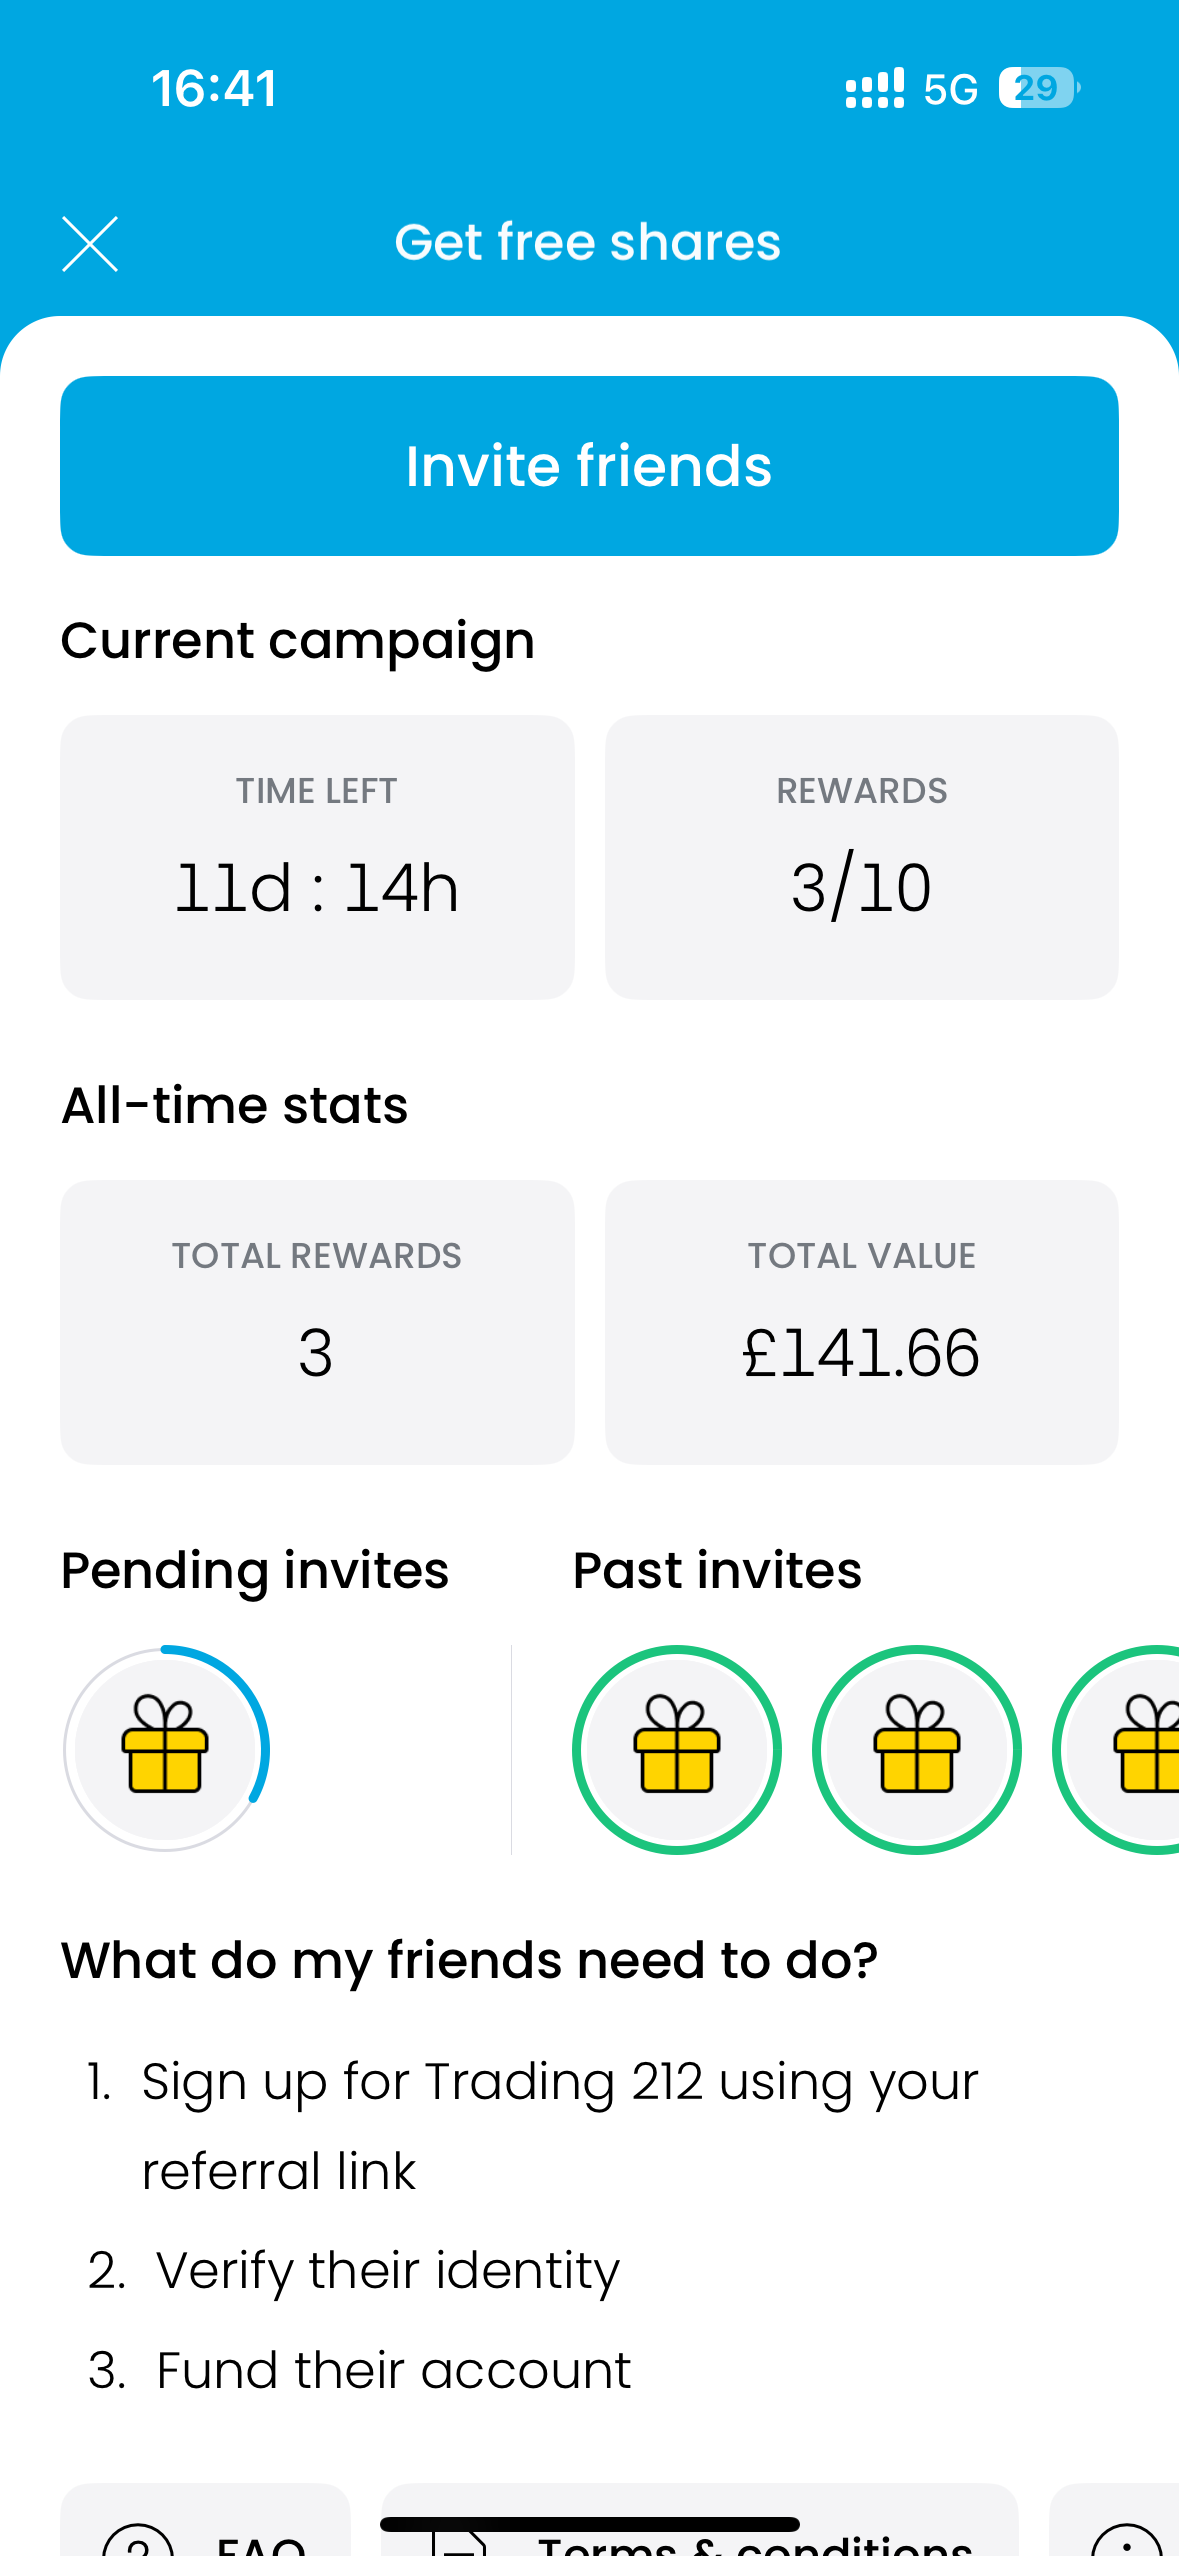 16:41
5G
29
Get free shares
Invite friends
Current campaign
TIME LEFT
11d : 14h
REWARDS
3/10
All-time stats
TOTAL REWARDS
3
TOTAL VALUE
£141.66
Pending invites
Past invites
What do my friends need to do?
1. Sign up for Trading 212 using your
referral link
2. Verify their identity
3. Fund their account
FAQ
Terms & conditions